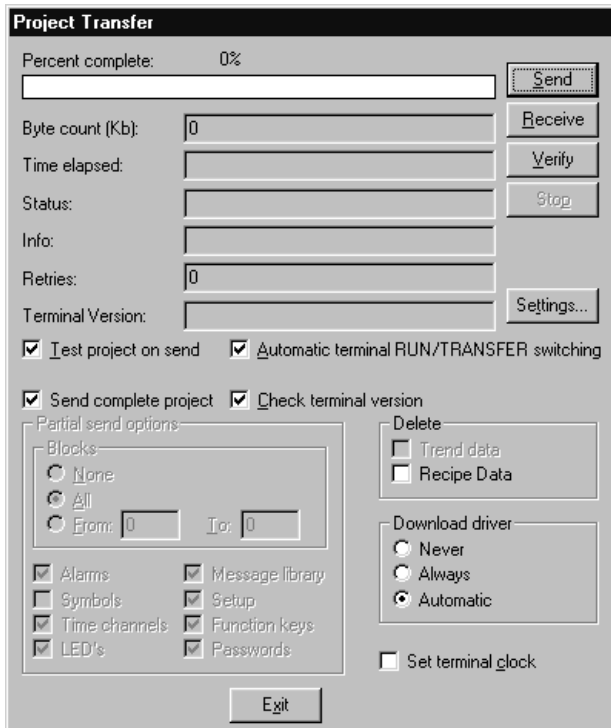 Project Transfer
Percent complete: 0%
Send
Byte count (Kb): 0
Receive
Time elapsed:
Verify
Status:
Stop
Info:
Retries: 0
Terminal Version:
Settings...
Test project on send Automatic terminal RUN/TRANSFER switching
Send complete project Check terminal version
Partial send options
Blocks
None
All
From: 0 To: 0
Alarms Message library
Symbols Setup
Time channels Function keys
LED's Passwords
Delete
Trend data
Recipe Data
Download driver
Never
Always
Automatic
Set terminal clock
Exit